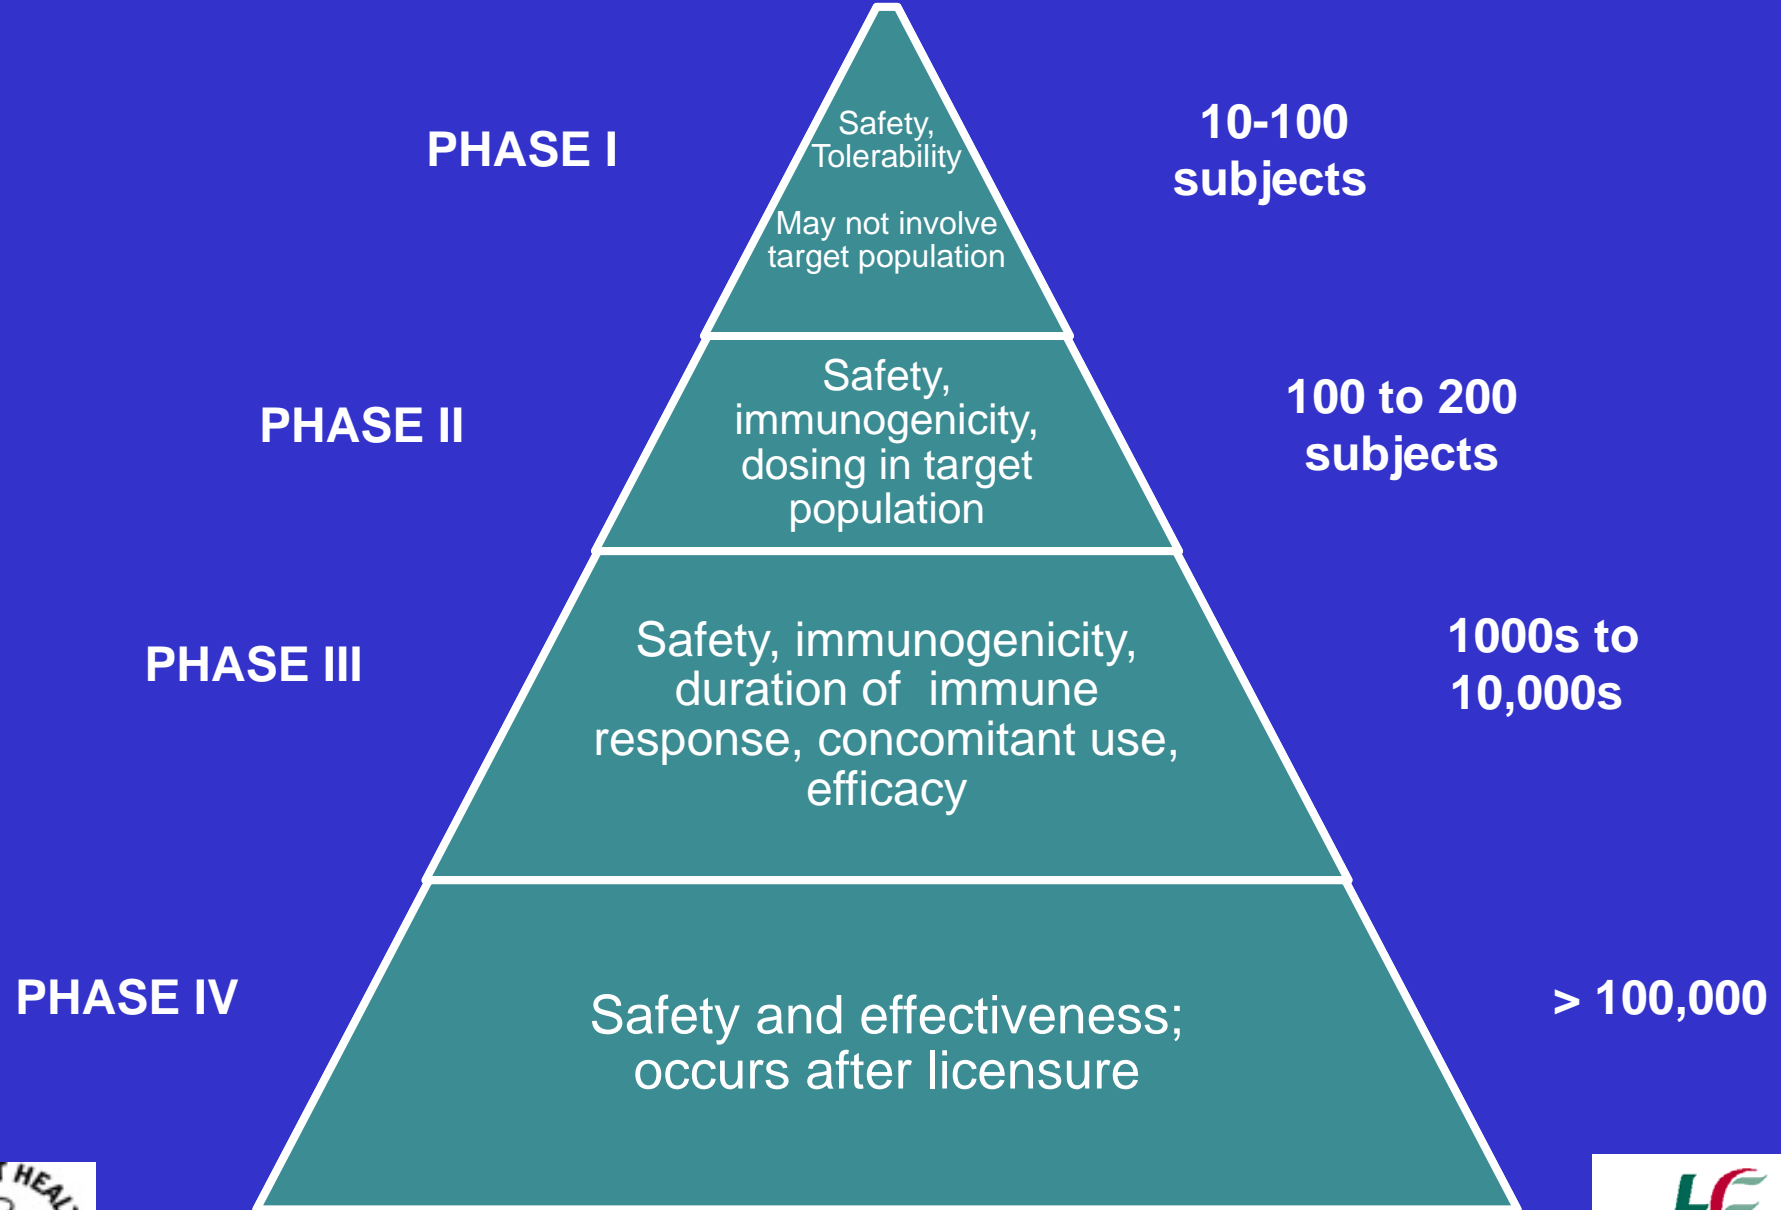 PHASE I
Safety,
Tolerability
May not involve
target population
10-100
subjects
PHASE II
Safety,
immunogenicity,
dosing in target
population
100 to 200
subjects
PHASE III
Safety, immunogenicity,
duration of immune
response, concomitant use,
efficacy
1000s to
10,000s
PHASE IV
Safety and effectiveness;
occurs after licensure
> 100,000